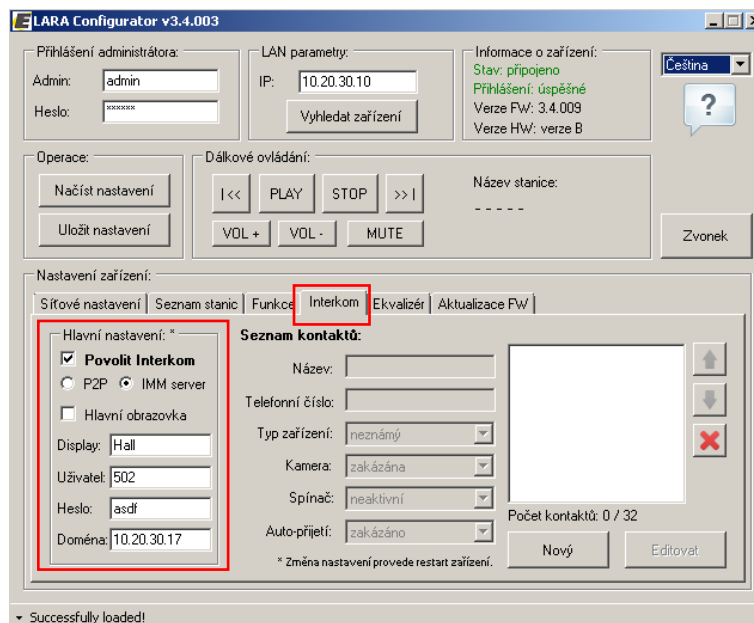 LARA Configurator v3.4.003
Přihlášení administrátora:
Admin: admin
Heslo: ××××××
LAN parametry:
IP: 10.20.30.10
Vyhledat zařízení
Informace o zařízení:
Stav: připojeno
Přihlášení: úspěšné
Verze FW: 3.4.009
Verze HW: verze B
Čeština
?
Operace:
Načíst nastavení
Uložit nastavení
Dálkové ovládání:
|<< PLAY STOP >>|
VOL + VOL - MUTE
Název stanice:
- - - - -
Zvonek
Nastavení zařízení:
Síťové nastavení Seznam stanic Funkce Interkom Ekvalizér Aktualizace FW
Hlavní nastavení: *
Povolit Interkom
P2P IMM server
Hlavní obrazovka
Display: Hall
Uživatel: 502
Heslo: asdf
Doména: 10.20.30.17
Seznam kontaktů:
Název:
Telefonní číslo:
Typ zařízení: neznámý
Kamera: zakázána
Spínač: neaktivní
Auto-přijetí: zakázáno
* Změna nastavení provede restart zařízení.
Počet kontaktů: 0 / 32
Nový Editovat
Successfully loaded!